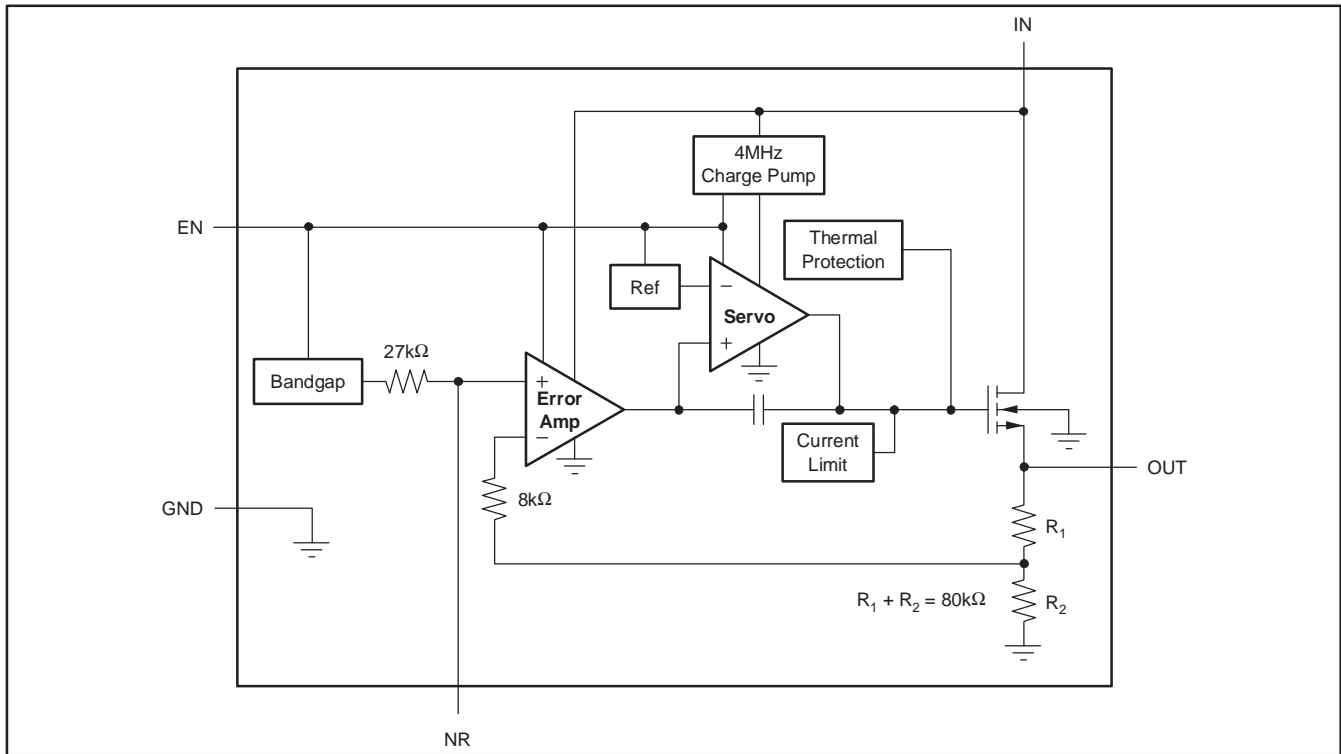 IN
4MHz
Charge Pump
EN
Thermal
Protection
Ref
−
Servo
+
27kΩ
Bandgap
+
Error
Amp
−
Current
Limit
OUT
8kΩ
GND
R1
R1 + R2 = 80kΩ
R2
NR